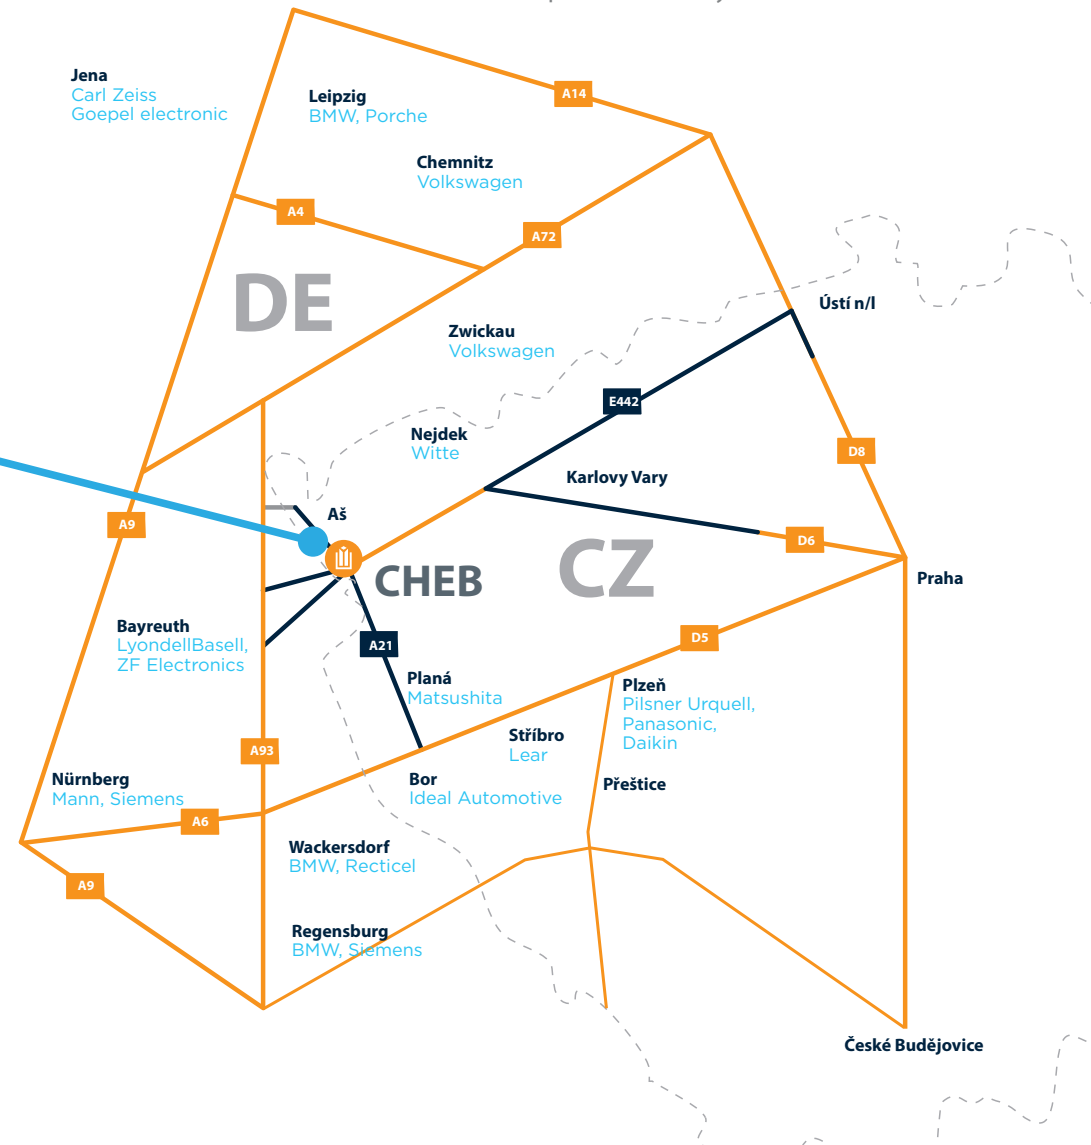 Jena
Carl Zeiss
Goepel electronic
Leipzig
BMW, Porche
A14
Chemnitz
Volkswagen
A4
A72
DE
Ústí n/l
Zwickau
Volkswagen
E442
Nejdek
Witte
D8
Karlovy Vary
Aš
A9
D6
CZ
CHEB
Praha
Bayreuth
LyondellBasell,
ZF Electronics
A21
D5
Planá
Matsushita
Plzeň
Pilsner Urquell,
Panasonic,
Daikin
Stříbro
Lear
A93
Nürnberg
Mann, Siemens
Bor
Ideal Automotive
Přeštice
A6
Wackersdorf
BMW, Recticel
A9
Regensburg
BMW, Siemens
České Budějovice